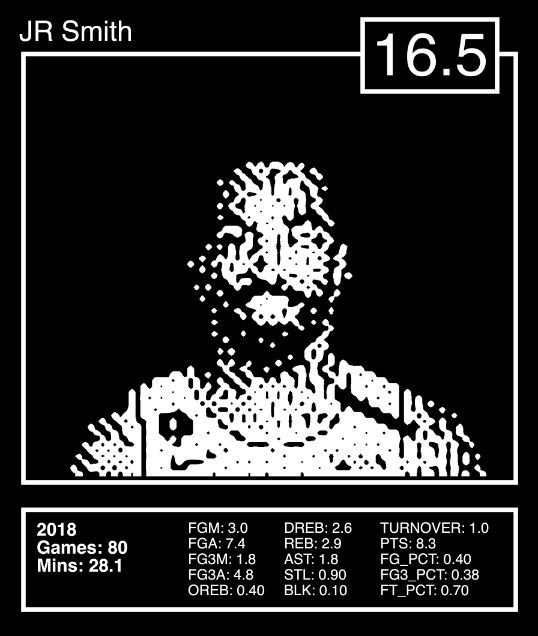 JR Smith
16.5
2018
Games: 80
Mins: 28.1
FGM: 3.0
FGA: 7.4
FG3M: 1.8
FG3A: 4.8
OREB: 0.40
DREB: 2.6
REB: 2.9
AST: 1.8
STL: 0.90
BLK: 0.10
TURNOVER: 1.0
PTS: 8.3
FG_PCT: 0.40
FG3_PCT: 0.38
FT_PCT: 0.70